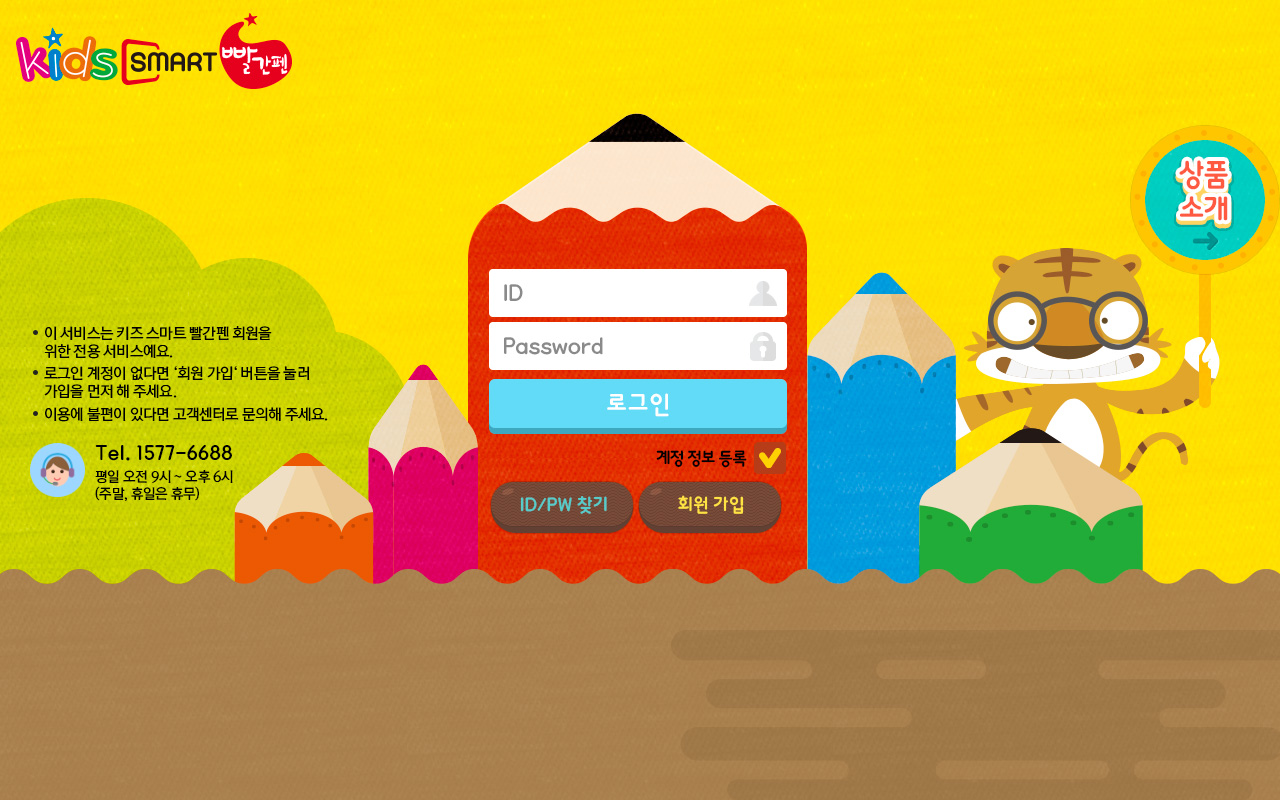 kids SMART 빨간펜
상품
소개
ID
Password
로그인
계정 정보 등록
ID/PW 찾기
회원 가입
• 이 서비스는 키즈 스마트 빨간펜 회원을
위한 전용 서비스예요.
• 로그인 계정이 없다면 ‘회원 가입‘ 버튼을 눌러
가입을 먼저 해 주세요.
• 이용에 불편이 있다면 고객센터로 문의해 주세요.
Tel. 1577-6688
평일 오전 9시 ~ 오후 6시
(주말, 휴일은 휴무)